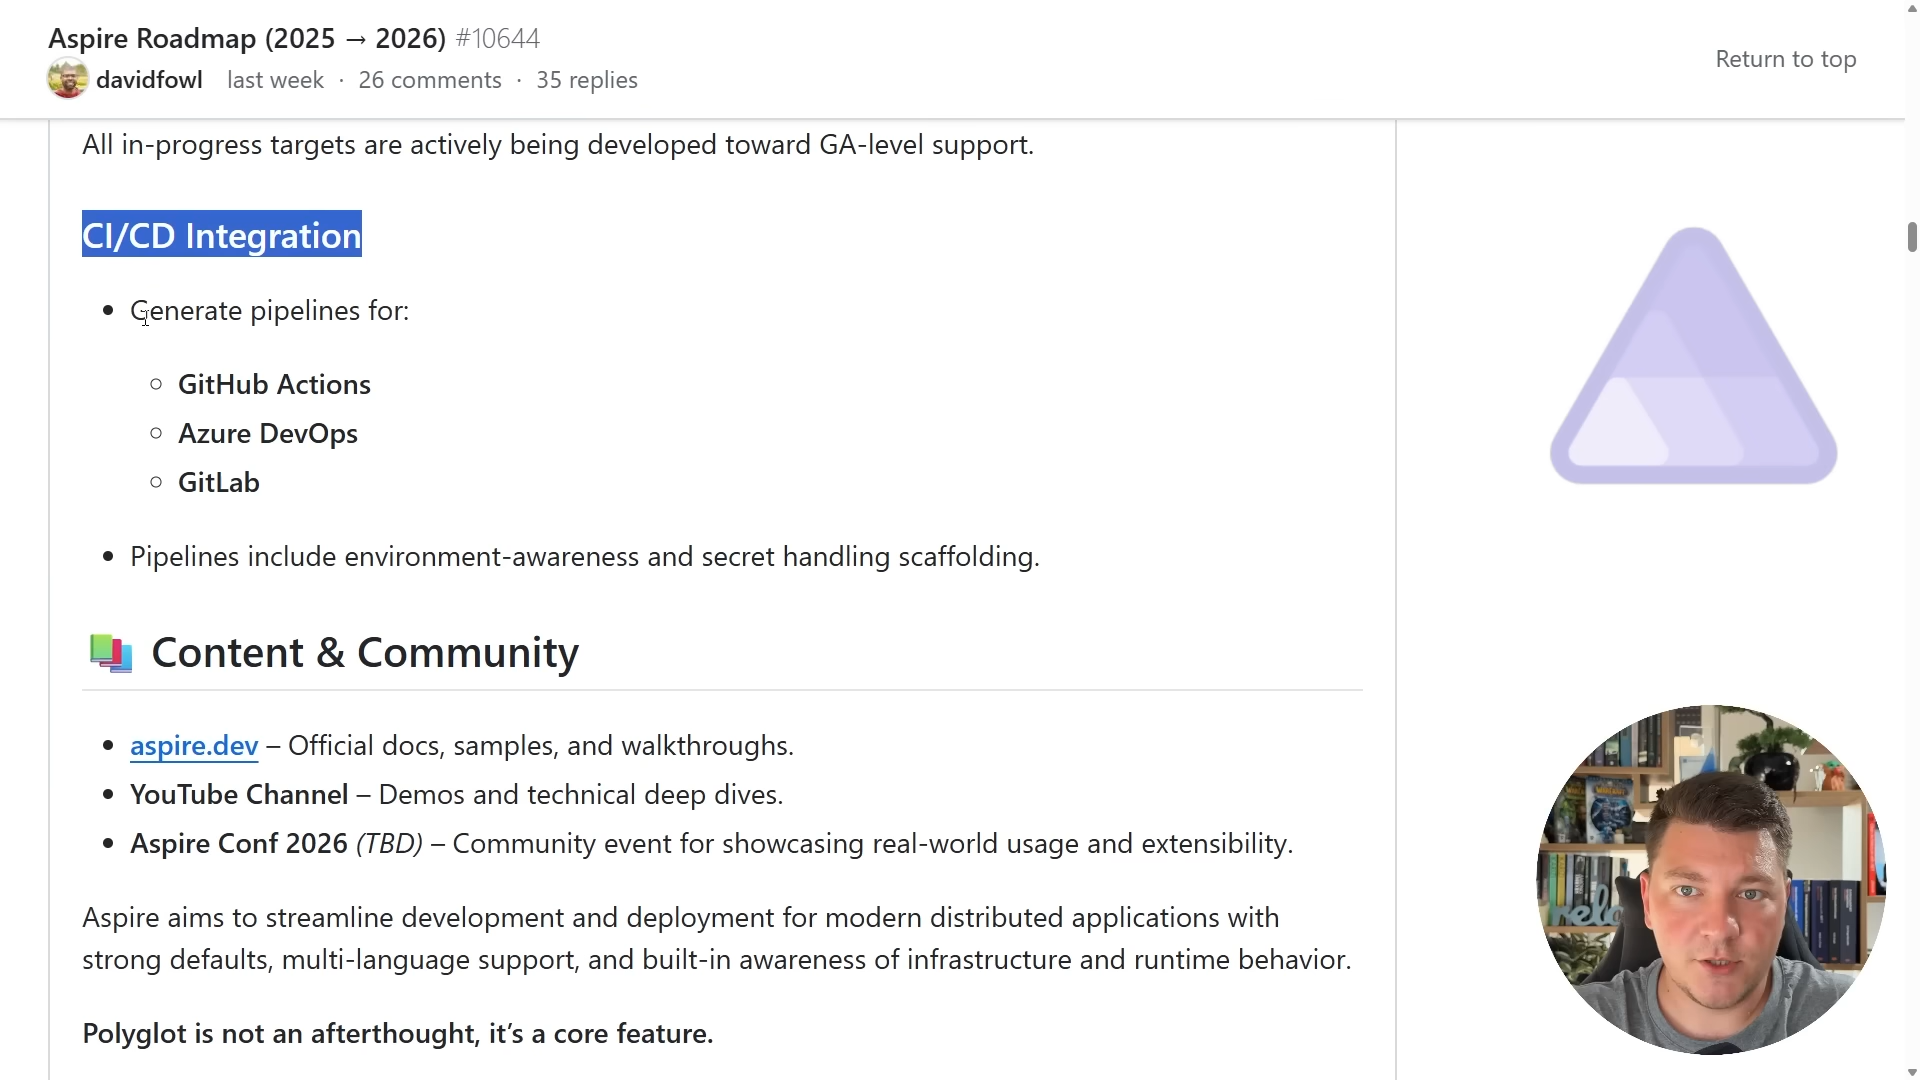 Aspire Roadmap (2025 → 2026) #10644
davidfowl last week · 26 comments · 35 replies
Return to top
All in-progress targets are actively being developed toward GA-level support.
CI/CD Integration
Generate pipelines for:
GitHub Actions
Azure DevOps
GitLab
Pipelines include environment-awareness and secret handling scaffolding.
Content & Community
aspire.dev – Official docs, samples, and walkthroughs.
YouTube Channel – Demos and technical deep dives.
Aspire Conf 2026 (TBD) – Community event for showcasing real-world usage and extensibility.
Aspire aims to streamline development and deployment for modern distributed applications with
strong defaults, multi-language support, and built-in awareness of infrastructure and runtime behavior.
Polyglot is not an afterthought, it’s a core feature.